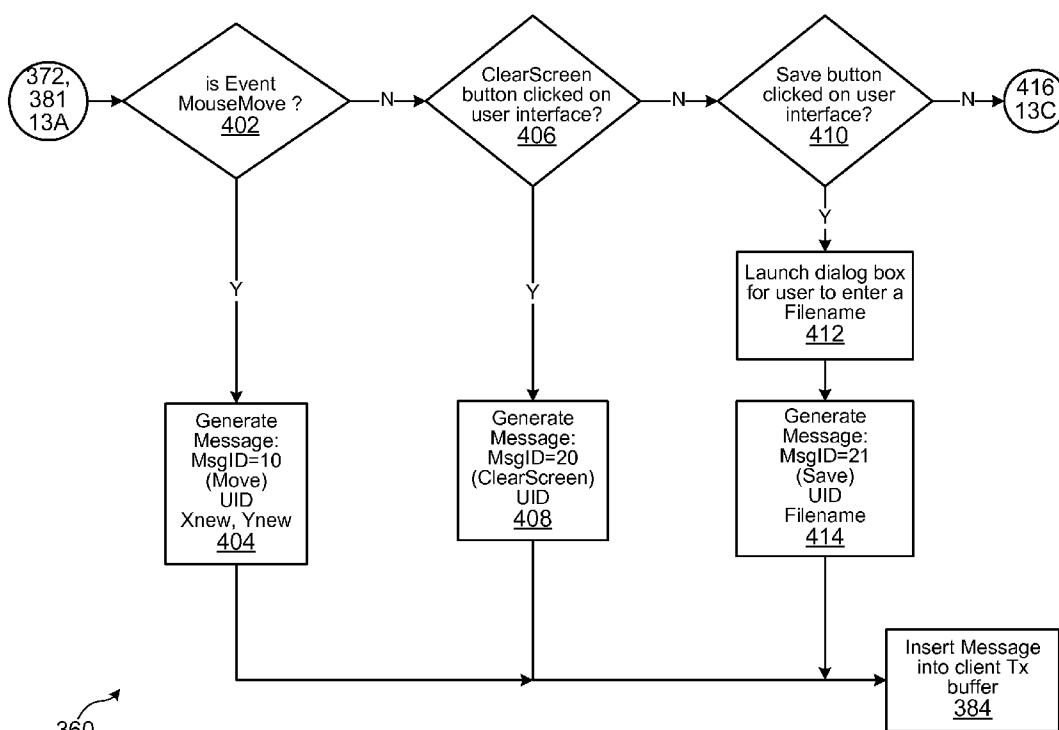 372,
381
13A
is Event
MouseMove ?
402
N
ClearScreen
button clicked on
user interface?
406
N
Save button
clicked on user
interface?
410
N
416
13C
Y
Y
Y
Launch dialog box
for user to enter a
Filename
412
Generate
Message:
MsgID=10
(Move)
UID
Xnew, Ynew
404
Generate
Message:
MsgID=20
(ClearScreen)
UID
408
Generate
Message:
MsgID=21
(Save)
UID
Filename
414
Insert Message
into client Tx
buffer
384
360